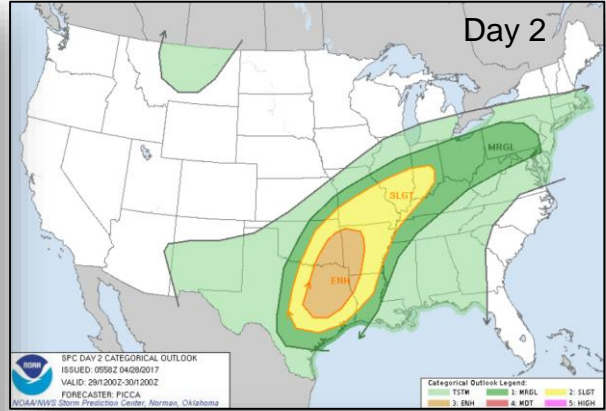 Day 2
MRGL
SLGT
ENH
NOAA
SPC DAY 2 CATEGORICAL OUTLOOK
ISSUED: 0558Z 04/28/2017
VALID: 29/1200Z-30/1200Z
FORECASTER: PICCA
NOAA/NWS Storm Prediction Center, Norman, Oklahoma
Categorical Outlook Legend:
TSTM 1: MRGL 2: SLGT
3: ENH 4: MDT 5: HIGH